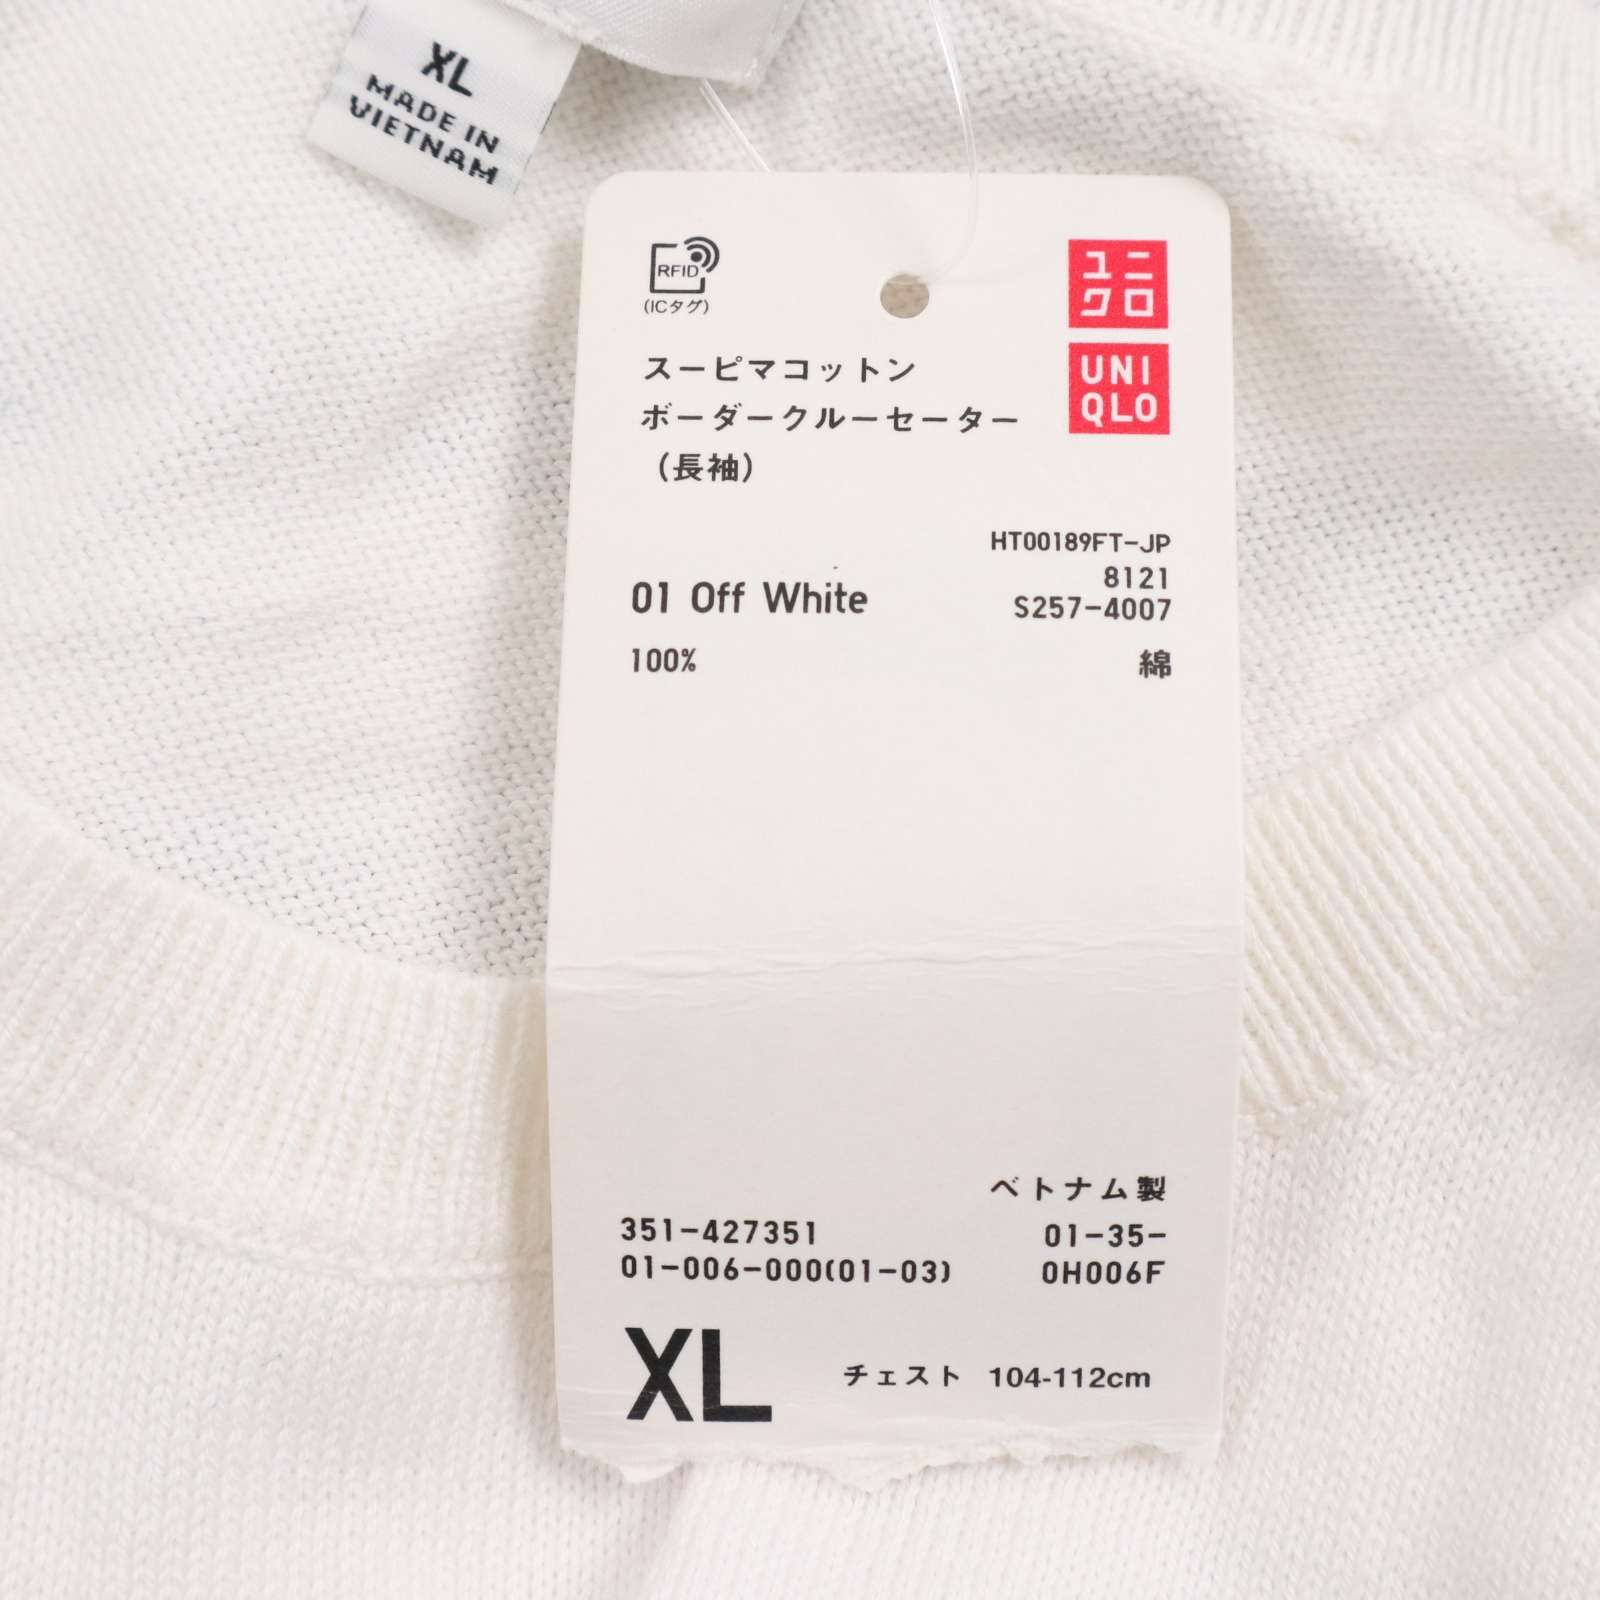 XL
MADE IN
VIETNAM
RFID
(ICタグ)
ユニ
クロ
UNI
QLO
スーピマコットン
ボーダークルーセーター
(長袖)
HT00189FT-JP
8121
01 Off White
S257-4007
100% 綿
ベトナム製
351-427351 01-35-
01-006-000(01-03) 0H006F
XL チェスト 104-112cm